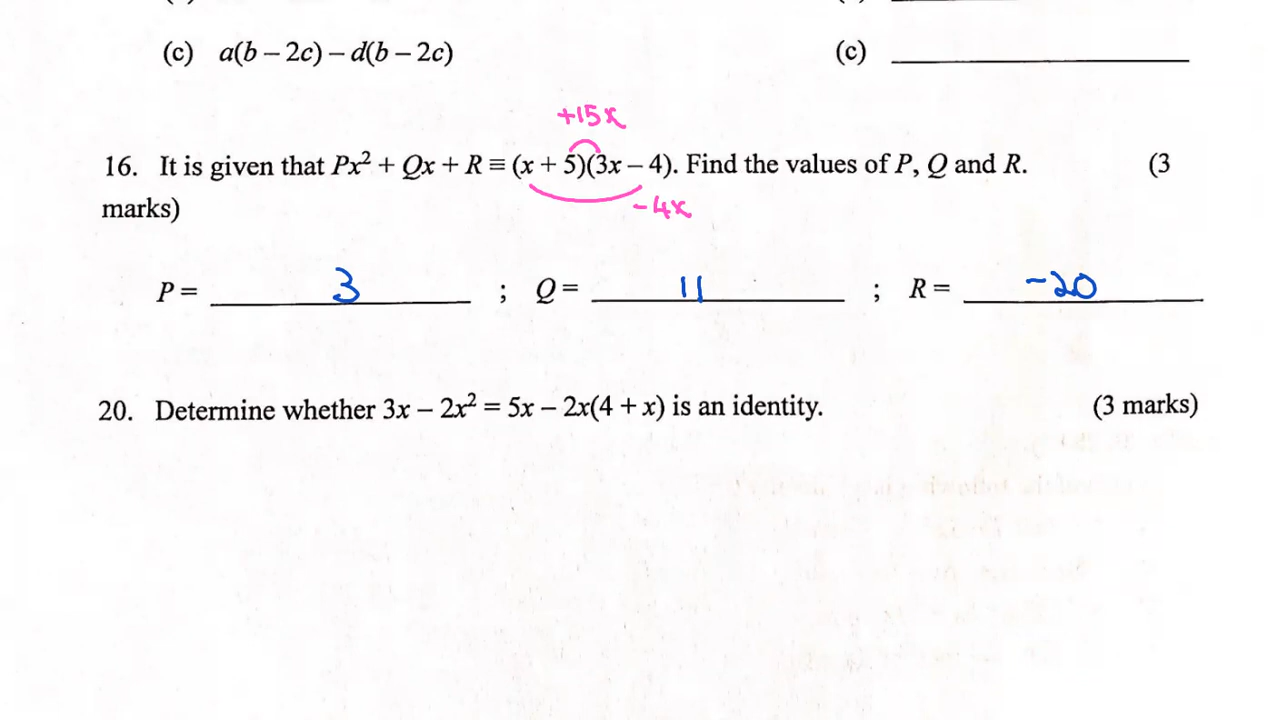 (c) a(b – 2c) – d(b – 2c) (c)
+15x
16. It is given that Px² + Qx + R ≡ (x + 5)(3x – 4). Find the values of P, Q and R. (3
marks)
-4x
P = 3 ; Q = 11 ; R = -20
20. Determine whether 3x – 2x² = 5x – 2x(4 + x) is an identity. (3 marks)